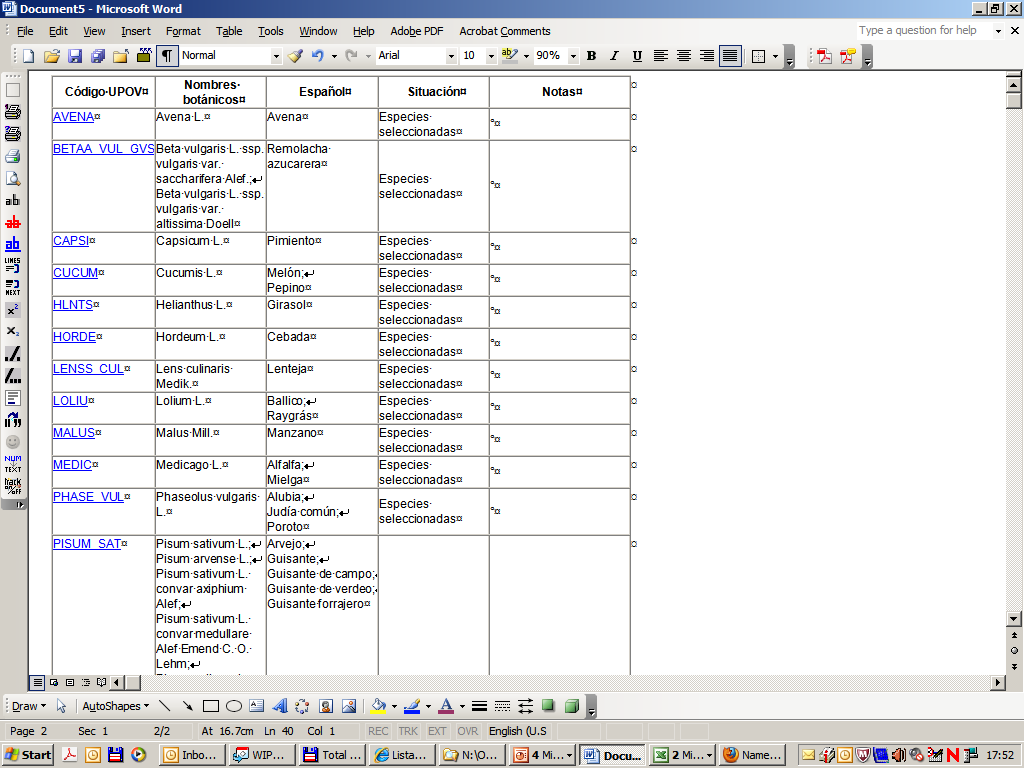 Document5 - Microsoft Word
File Edit View Insert Format Table Tools Window Help Adobe PDF Acrobat Comments Type a question for help
Normal Arial 10 90% B I U
Código·UPOV¤ Nombres· botánicos¤ Español¤ Situación¤ Notas¤
AVENA¤ Avena·L.¤ Avena¤ Especies· seleccionadas¤
BETAA_VUL_GVS Beta·vulgaris·L.·ssp.· Remolacha· azucarera¤ Especies· seleccionadas¤
vulgaris·var.·
saccharifera·Alef.;↵
Beta·vulgaris·L.·ssp.·
vulgaris·var.·
altissima·Doell¤
CAPSI¤ Capsicum·L.¤ Pimiento¤ Especies· seleccionadas¤
CUCUM¤ Cucumis·L.¤ Melón;↵ Pepino¤ Especies· seleccionadas¤
HLNTS¤ Helianthus·L.¤ Girasol¤ Especies· seleccionadas¤
HORDE¤ Hordeum·L.¤ Cebada¤ Especies· seleccionadas¤
LENSS_CUL¤ Lens·culinaris· Medik.¤ Lenteja¤ Especies· seleccionadas¤
LOLIU¤ Lolium·L.¤ Ballico;↵ Raygrás¤ Especies· seleccionadas¤
MALUS¤ Malus·Mill.¤ Manzano¤ Especies· seleccionadas¤
MEDIC¤ Medicago·L.¤ Alfalfa;↵ Mielga¤ Especies· seleccionadas¤
PHASE_VUL¤ Phaseolus·vulgaris· L.¤ Alubia;↵ Judía·común;↵ Poroto¤ Especies· seleccionadas¤
PISUM_SAT¤ Pisum·sativum·L.;↵ Arvejo;↵
Pisum·arvense·L.;↵ Guisante;↵
Pisum·sativum·L.· Guisante·de·campo;
convar·axiphium· Guisante·de·verdeo;
Alef;↵ Guisante·forrajero¤
Pisum·sativum·L.·
convar·medullare·
Alef·Emend·C.·O.·
Lehm;↵
Draw AutoShapes
Page 2 Sec 1 2/2 At 16.7cm Ln 40 Col 1 REC TRK EXT OVR English (U.S
Start Inbo... WIP... Total ... Lista... N:\O... 4 Mi... Docu... 2 Mi... Name... 17:52